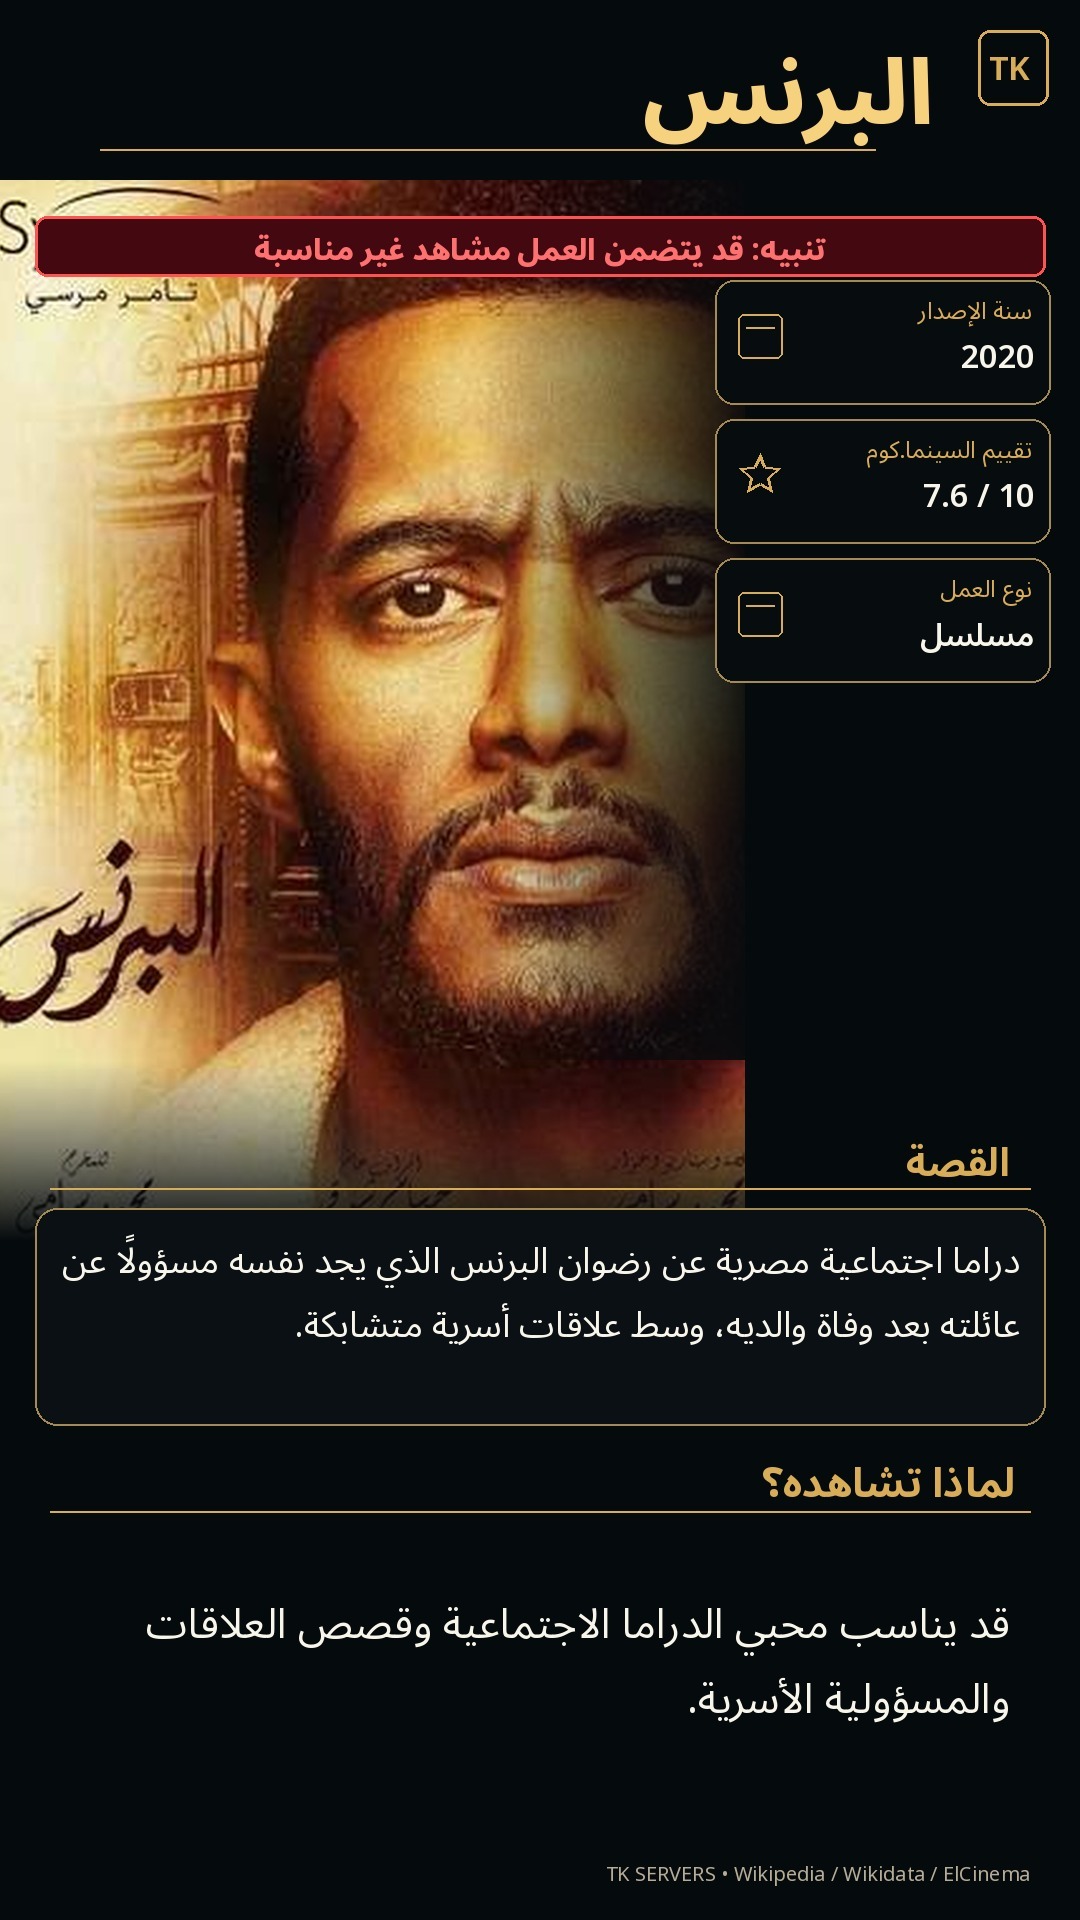 TK
البرنس
Sy
تنبيه: قد يتضمن العمل مشاهد غير مناسبة
تامر مرسي
سنة الإصدار
2020
تقييم السينما.كوم
7.6 / 10
نوع العمل
مسلسل
البرنس
القصة
دراما اجتماعية مصرية عن رضوان البرنس الذي يجد نفسه مسؤولًا عن
عائلته بعد وفاة والديه، وسط علاقات أسرية متشابكة.
لماذا تشاهده؟
قد يناسب محبي الدراما الاجتماعية وقصص العلاقات
والمسؤولية الأسرية.
TK SERVERS • Wikipedia / Wikidata / ElCinema